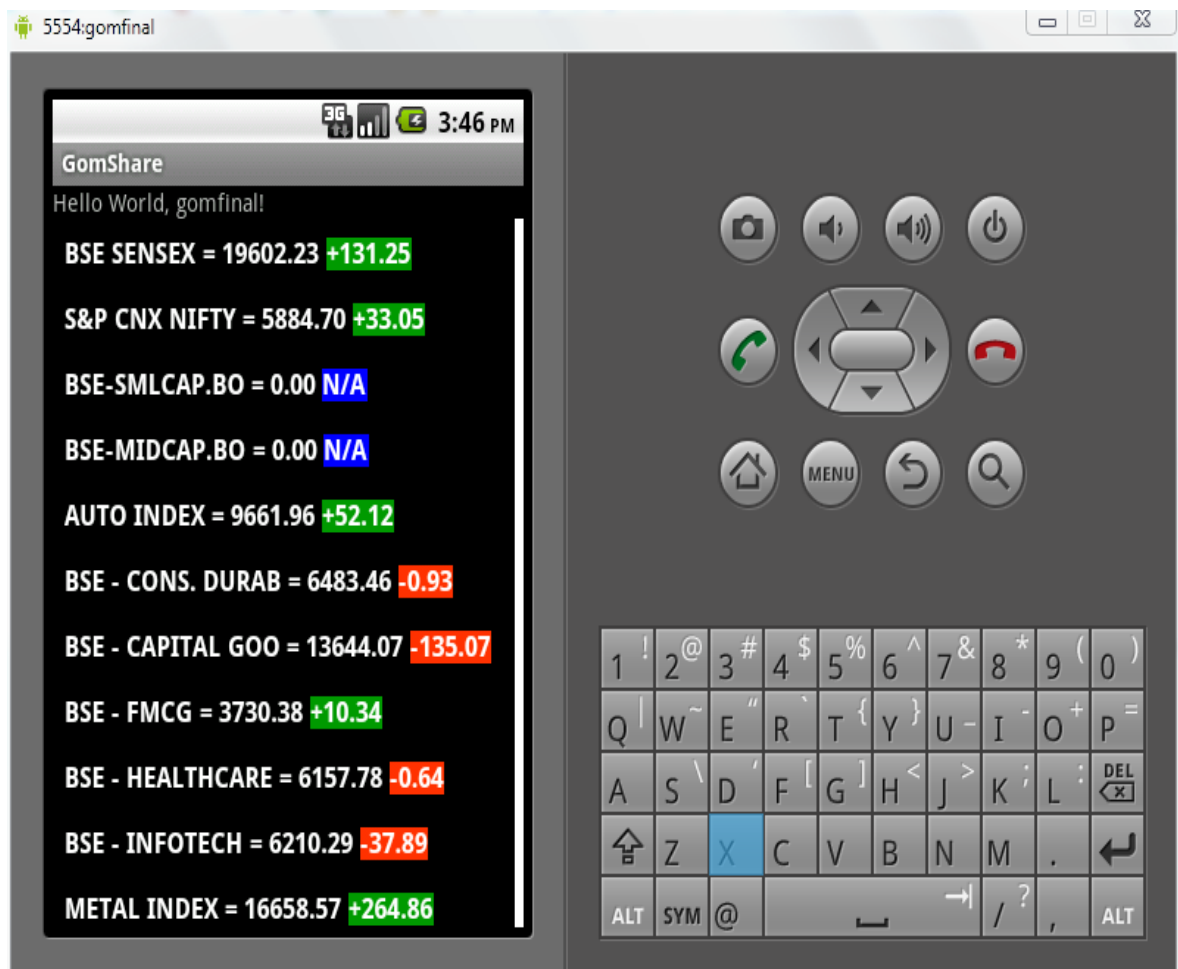 5554:gomfinal
3G 3:46 PM
GomShare
Hello World, gomfinal!
BSE SENSEX = 19602.23 +131.25
S&P CNX NIFTY = 5884.70 +33.05
BSE-SMLCAP.BO = 0.00 N/A
BSE-MIDCAP.BO = 0.00 N/A
AUTO INDEX = 9661.96 +52.12
BSE - CONS. DURAB = 6483.46 -0.93
BSE - CAPITAL GOO = 13644.07 -135.07
BSE - FMCG = 3730.38 +10.34
BSE - HEALTHCARE = 6157.78 -0.64
BSE - INFOTECH = 6210.29 -37.89
METAL INDEX = 16658.57 +264.86
MENU
1 ! 2 @ 3 # 4 $ 5 % 6 ^ 7 & 8 * 9 ( 0 )
Q | W ~ E " R ` T { Y } U _ I - O + P =
A S \ D ' F [ G ] H < J > K ; L : DEL
Z X C V B N M .
ALT SYM @ / ? , ALT